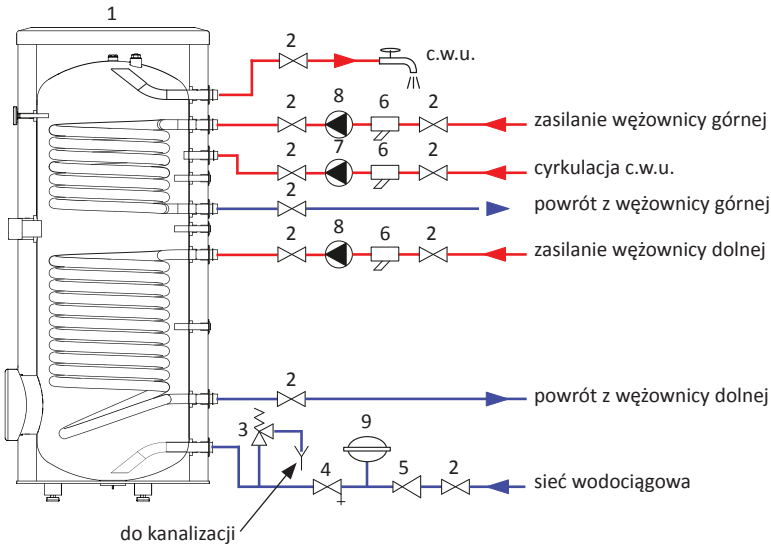 1
2
c.w.u.
2 8 6 2
zasilanie wężownicy górnej
2 7 6 2
cyrkulacja c.w.u.
2
powrót z wężownicy górnej
2 8 6 2
zasilanie wężownicy dolnej
2
powrót z wężownicy dolnej
3 9
4 5 2
sieć wodociągowa
do kanalizacji